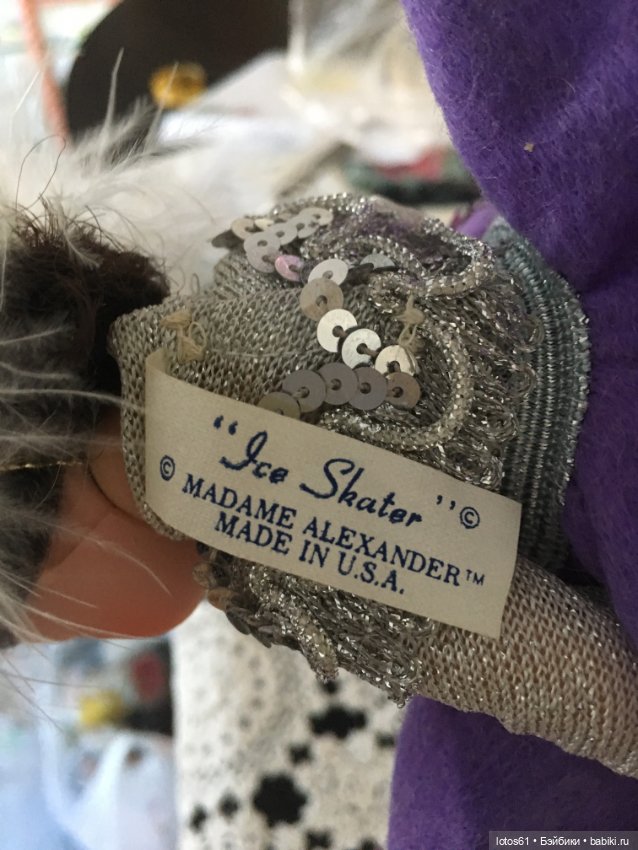 "Ice Skater"©
© MADAME ALEXANDER™
MADE IN U.S.A.
lotos61 • Бэйбики • babiki.ru